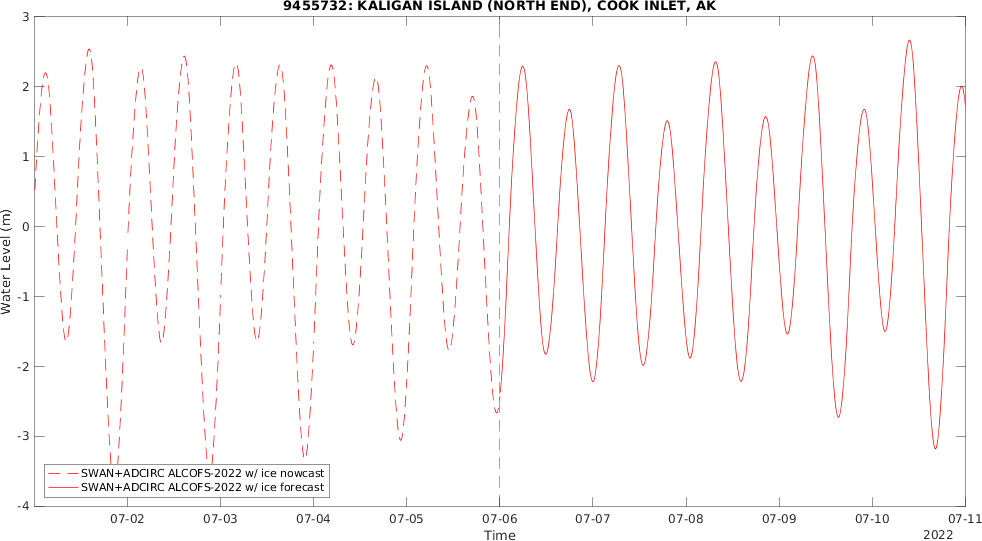 9455732: KALIGAN ISLAND (NORTH END), COOK INLET, AK
3
2
1
0
-1
-2
-3
-4
Water Level (m)
SWAN+ADCIRC ALCOFS-2022 w/ ice nowcast
SWAN+ADCIRC ALCOFS-2022 w/ ice forecast
07-02 07-03 07-04 07-05 07-06 07-07 07-08 07-09 07-10 07-11
Time
2022